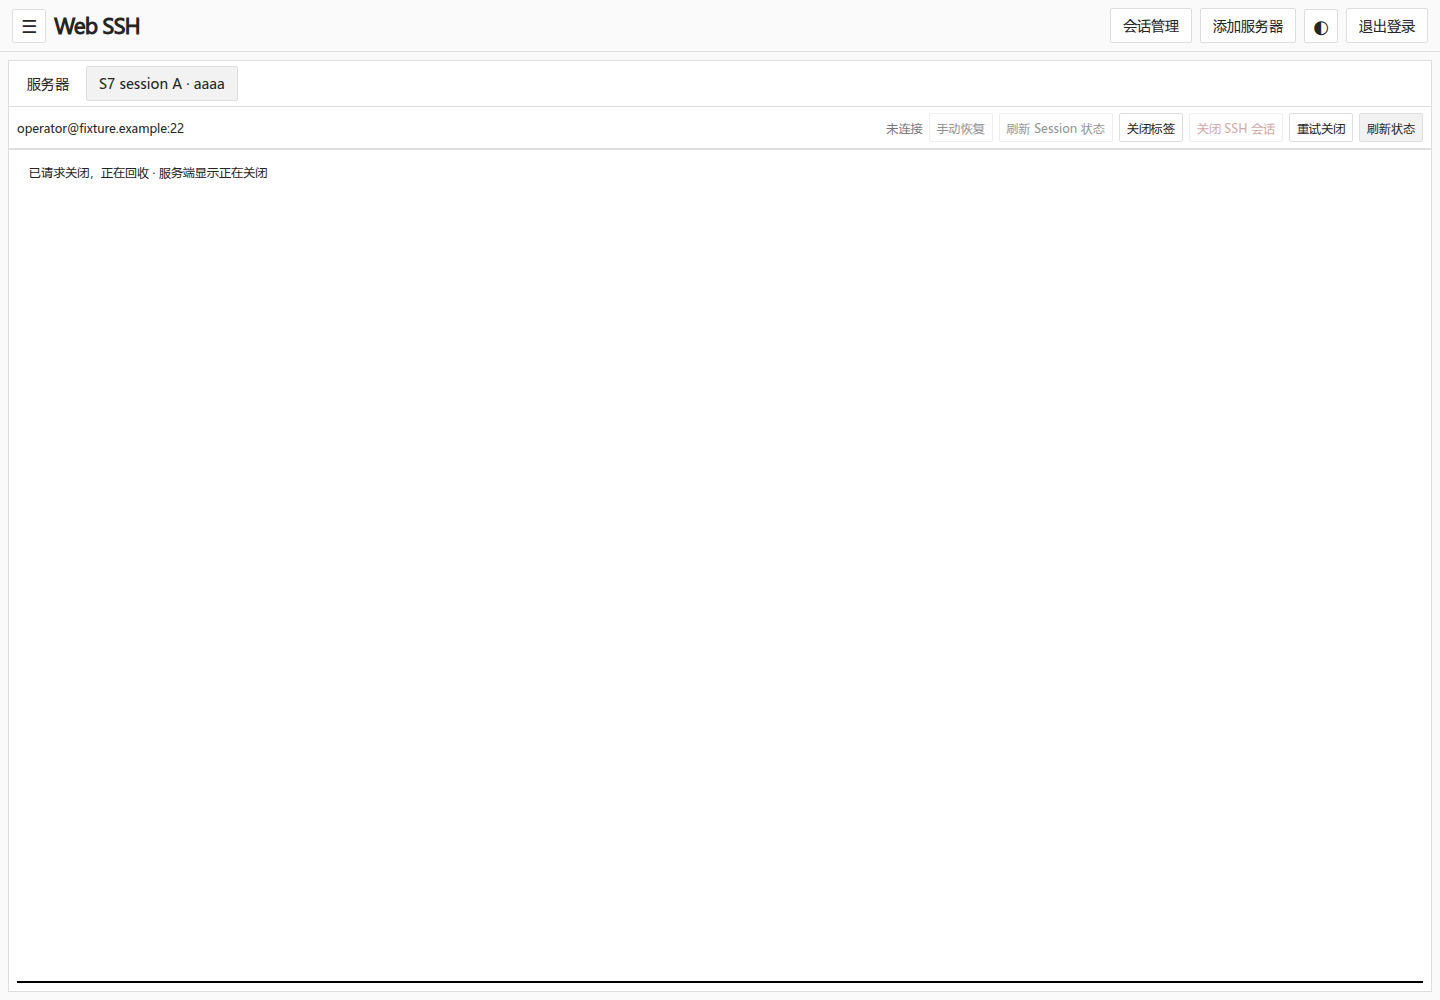 ☰ Web SSH 会话管理 添加服务器 ◐ 退出登录
服务器 S7 session A · aaaa
operator@fixture.example:22 未连接 手动恢复 刷新 Session 状态 关闭标签 关闭 SSH 会话 重试关闭 刷新状态
已请求关闭，正在回收 · 服务端显示正在关闭